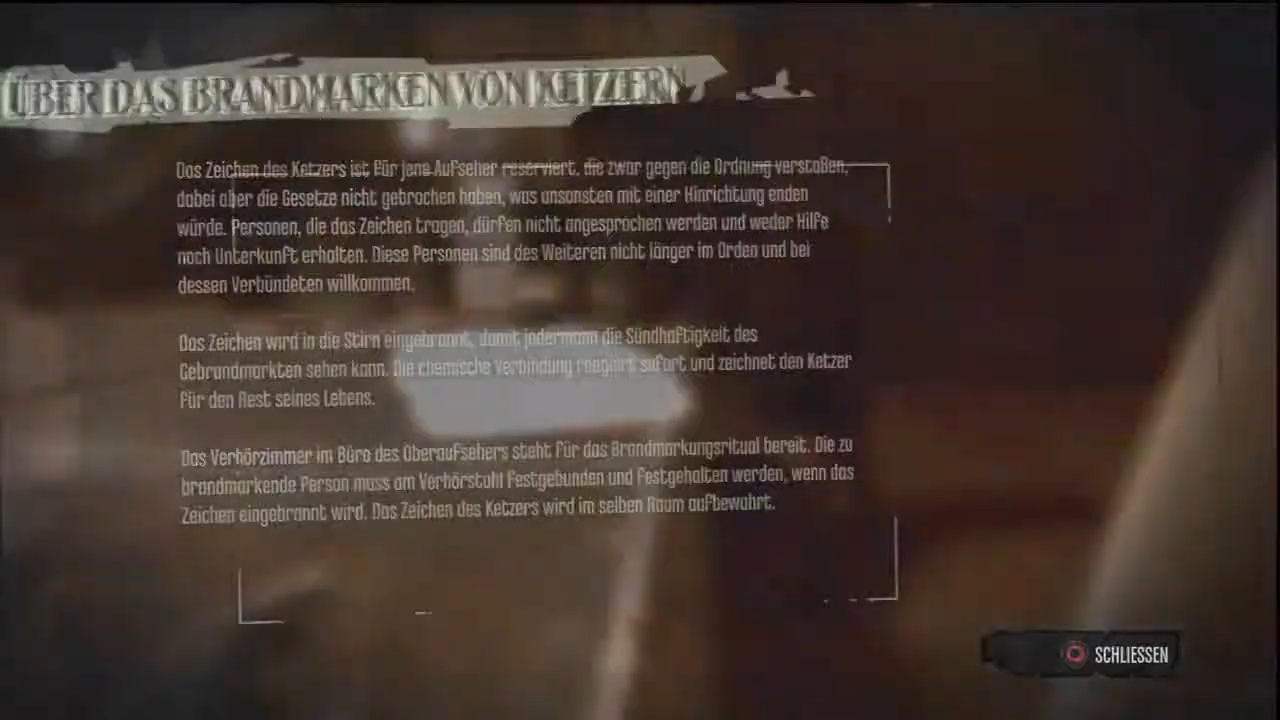 ÜBER DAS BRANDMARKEN VON KETZERN
Das Zeichen des Ketzers ist für jene Aufseher reserviert, die zwar gegen die Ordnung verstoßen,
dabei aber die Gesetze nicht gebrochen haben, was ansonsten mit einer Hinrichtung enden
würde. Personen, die das Zeichen tragen, dürfen nicht angesprochen werden und weder Hilfe
noch Unterkunft erhalten. Diese Personen sind des Weiteren nicht länger im Orden und bei
dessen Verbündeten willkommen.
Das Zeichen wird in die Stirn eingebrannt, damit jedermann die Sündhaftigkeit des
Gebrandmarkten sehen kann. Die chemische Verbindung reagiert sofort und zeichnet den Ketzer
für den Rest seines Lebens.
Das Verhörzimmer im Büro des Oberaufsehers steht für das Brandmarkungsritual bereit. Die zu
brandmarkende Person muss am Verhörstuhl festgebunden und festgehalten werden, wenn das
Zeichen eingebrannt wird. Das Zeichen des Ketzers wird im selben Raum aufbewahrt.
SCHLIESSEN